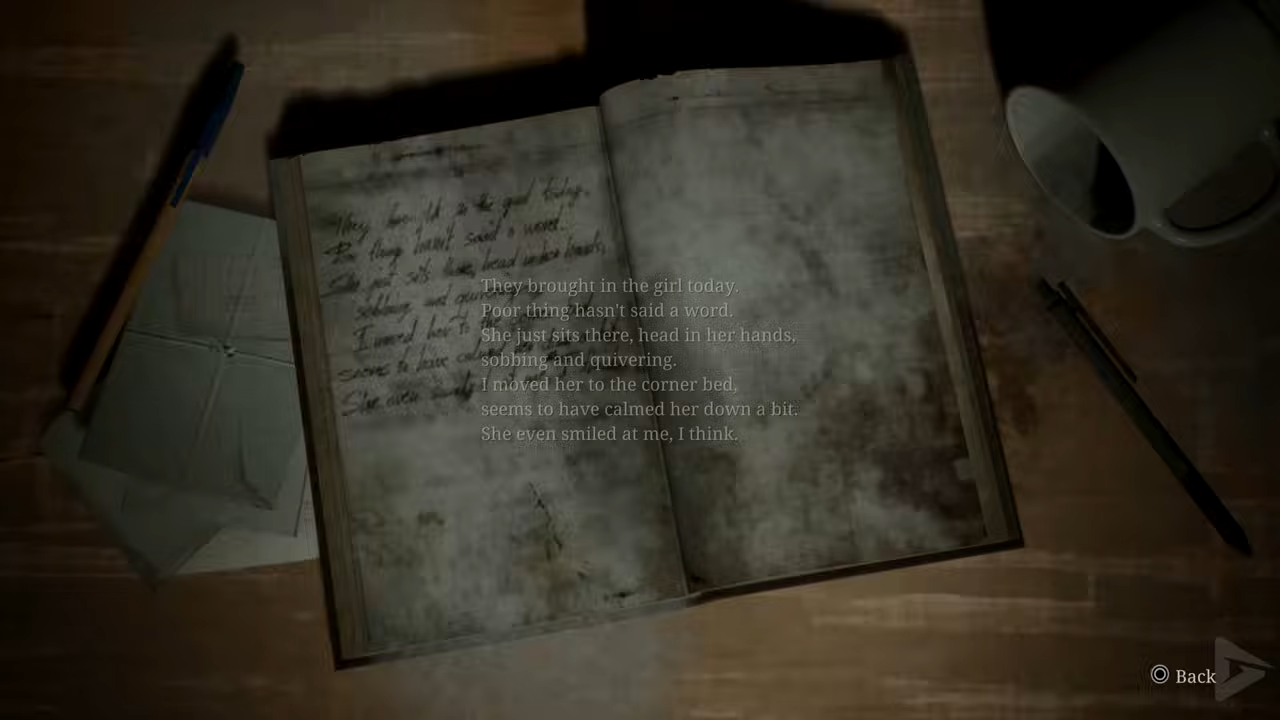 They brought in the girl today.
Poor thing hasn't said a word.
She just sits there, head in her hands,
sobbing and quivering.
I moved her to the corner bed,
seems to have calmed her down a bit.
She even smiled at me, I think.
Back